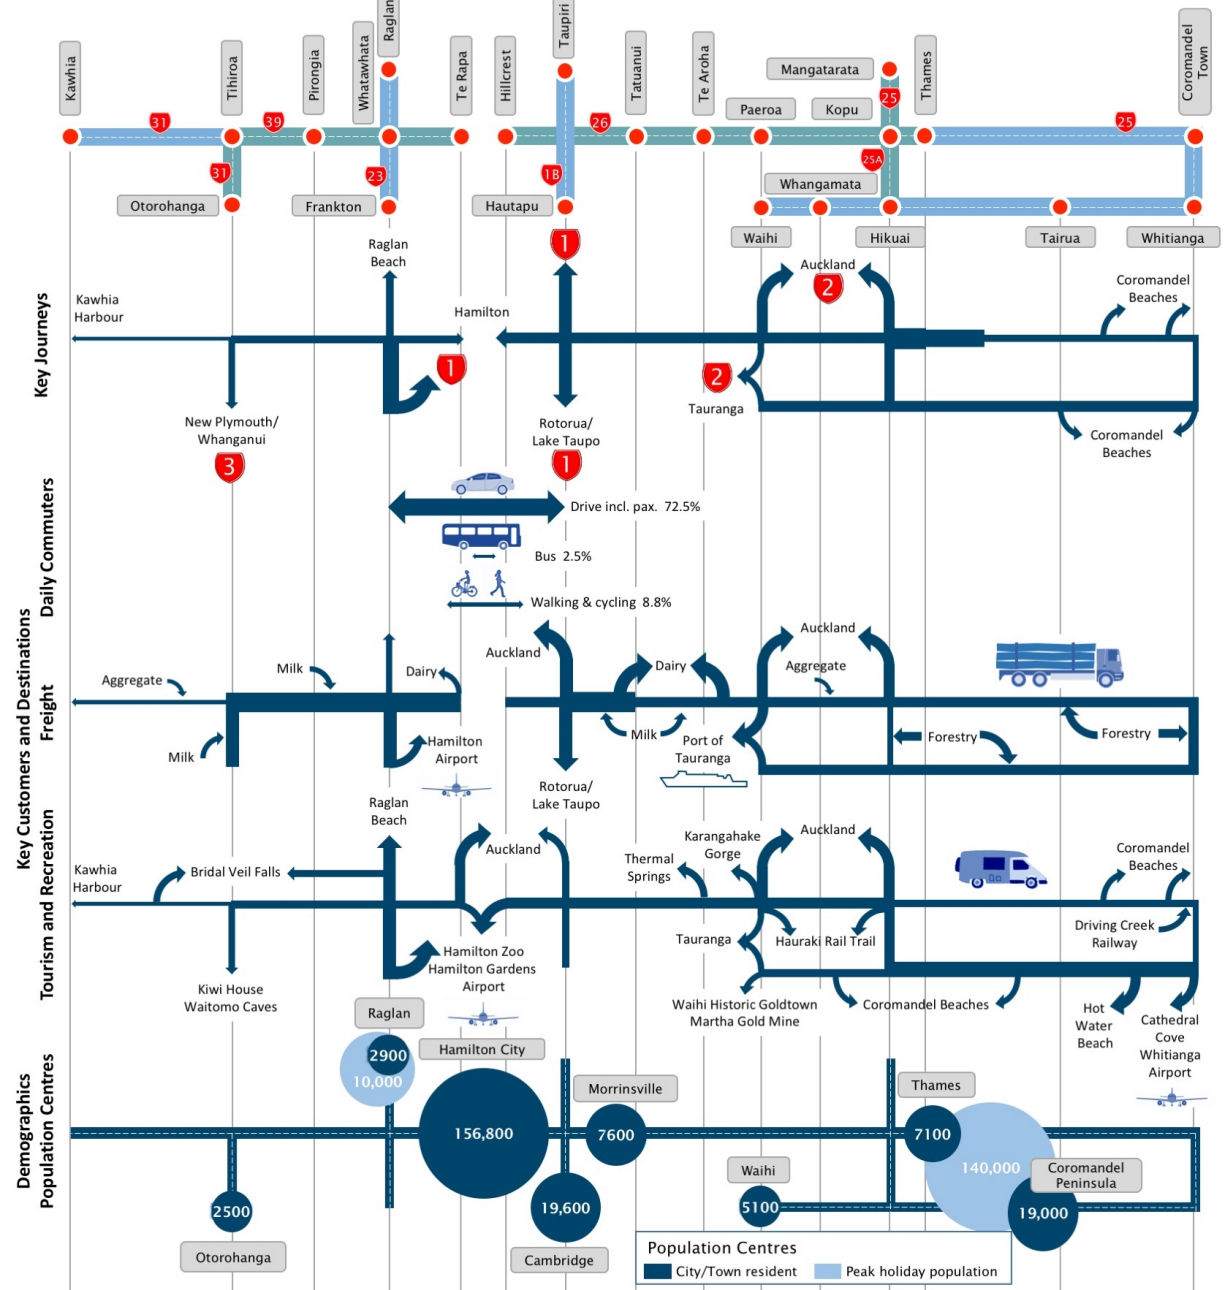 Kawhia
Tihiroa
Pirongia
Whatawhata
Raglan
Te Rapa
Hillcrest
Taupiri
Tatuanui
Te Aroha
Mangatarata
Paeroa
Kopu
Thames
Coromandel
Town
31
39
26
25
25
31
23
1B
25A
Otorohanga
Frankton
Hautapu
Whangamata
Waihi
Hikuai
Tairua
Whitianga
Key Journeys
Kawhia
Harbour
Raglan
Beach
Hamilton
1
1
Auckland
2
Coromandel
Beaches
New Plymouth/
Whanganui
3
Rotorua/
Lake Taupo
1
2
Tauranga
Coromandel
Beaches
Key Customers and Destinations
Daily Commuters
Drive incl. pax. 72.5%
Bus 2.5%
Walking & cycling 8.8%
Freight
Aggregate
Milk
Dairy
Milk
Hamilton
Airport
Auckland
Dairy
Milk
Rotorua/
Lake Taupo
Auckland
Aggregate
Port of
Tauranga
Forestry
Forestry
Tourism and Recreation
Kawhia
Harbour
Bridal Veil Falls
Raglan
Beach
Auckland
Kiwi House
Waitomo Caves
Hamilton Zoo
Hamilton Gardens
Airport
Thermal
Springs
Karangahake
Gorge
Auckland
Tauranga
Hauraki Rail Trail
Waihi Historic Goldtown
Martha Gold Mine
Coromandel Beaches
Coromandel
Beaches
Driving Creek
Railway
Hot
Water
Beach
Cathedral
Cove
Whitianga
Airport
Demographics
Population Centres
Raglan
2900
10,000
Hamilton City
156,800
Morrinsville
7600
Thames
7100
140,000
Coromandel
Peninsula
19,000
Waihi
5100
2500
Otorohanga
19,600
Cambridge
Population Centres
City/Town resident
Peak holiday population